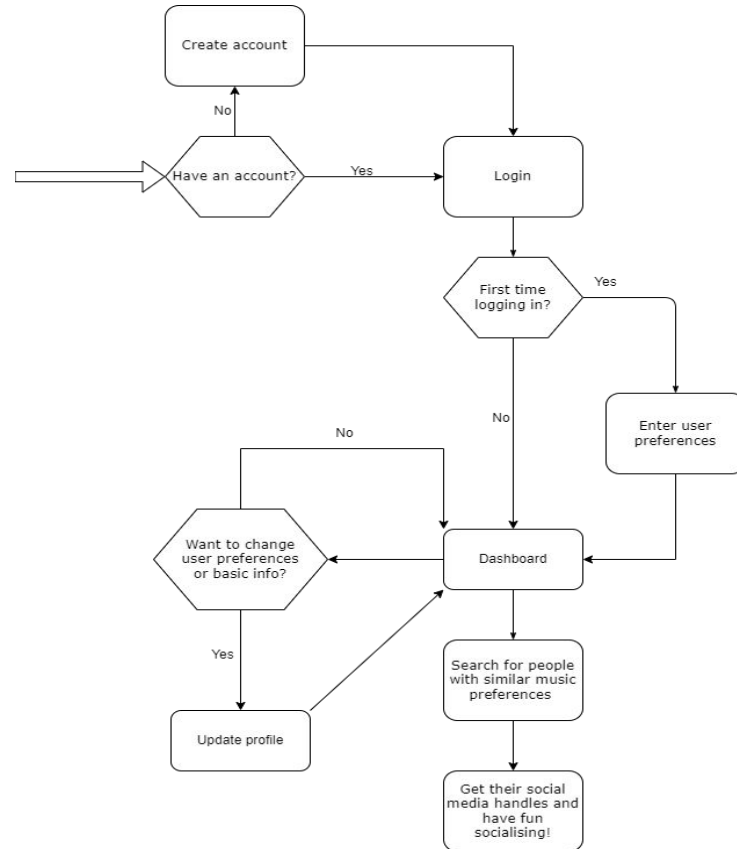 Create account
No
Have an account?
Yes
Login
First time
logging in?
Yes
No
Enter user
preferences
No
Want to change
user preferences
or basic info?
Dashboard
Yes
Search for people
with similar music
preferences
Update profile
Get their social
media handles and
have fun
socialising!